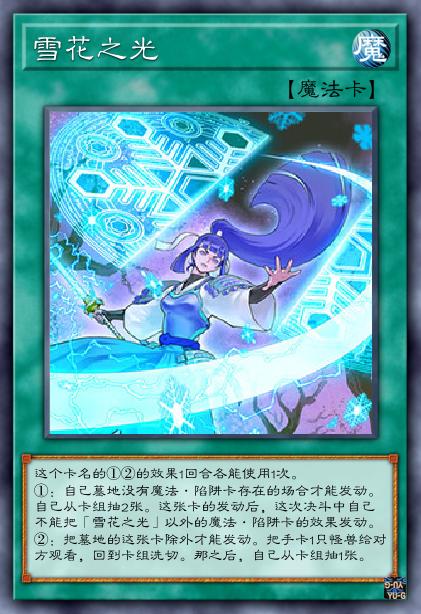 雪花之光
魔
【魔法卡】
这个卡名的①②的效果1回合各能使用1次。
①：自己墓地没有魔法·陷阱卡存在的场合才能发动。
自己从卡组抽2张。这张卡的发动后，这次决斗中自己
不能把「雪花之光」以外的魔法·陷阱卡的效果发动。
②：把墓地的这张卡除外才能发动。把手卡1只怪兽给对
方观看，回到卡组洗切。那之后，自己从卡组抽1张。